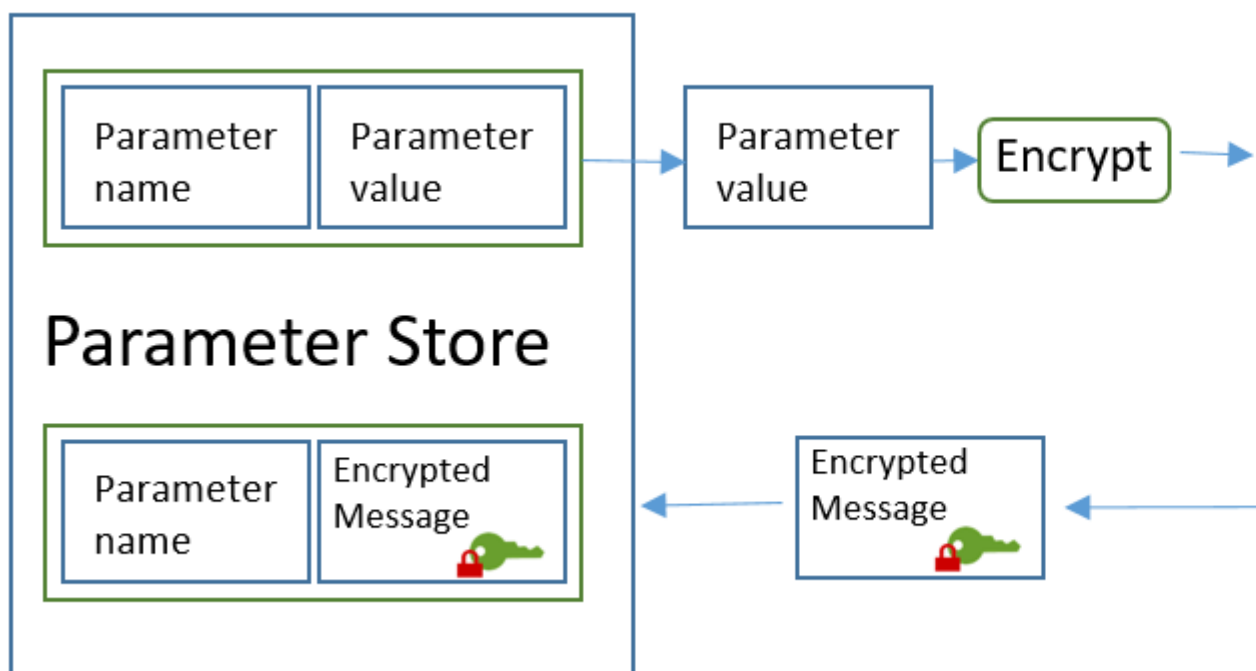 Parameter
name
Parameter
value
Parameter
value
Encrypt
Parameter Store
Parameter
name
Encrypted
Message
Encrypted
Message